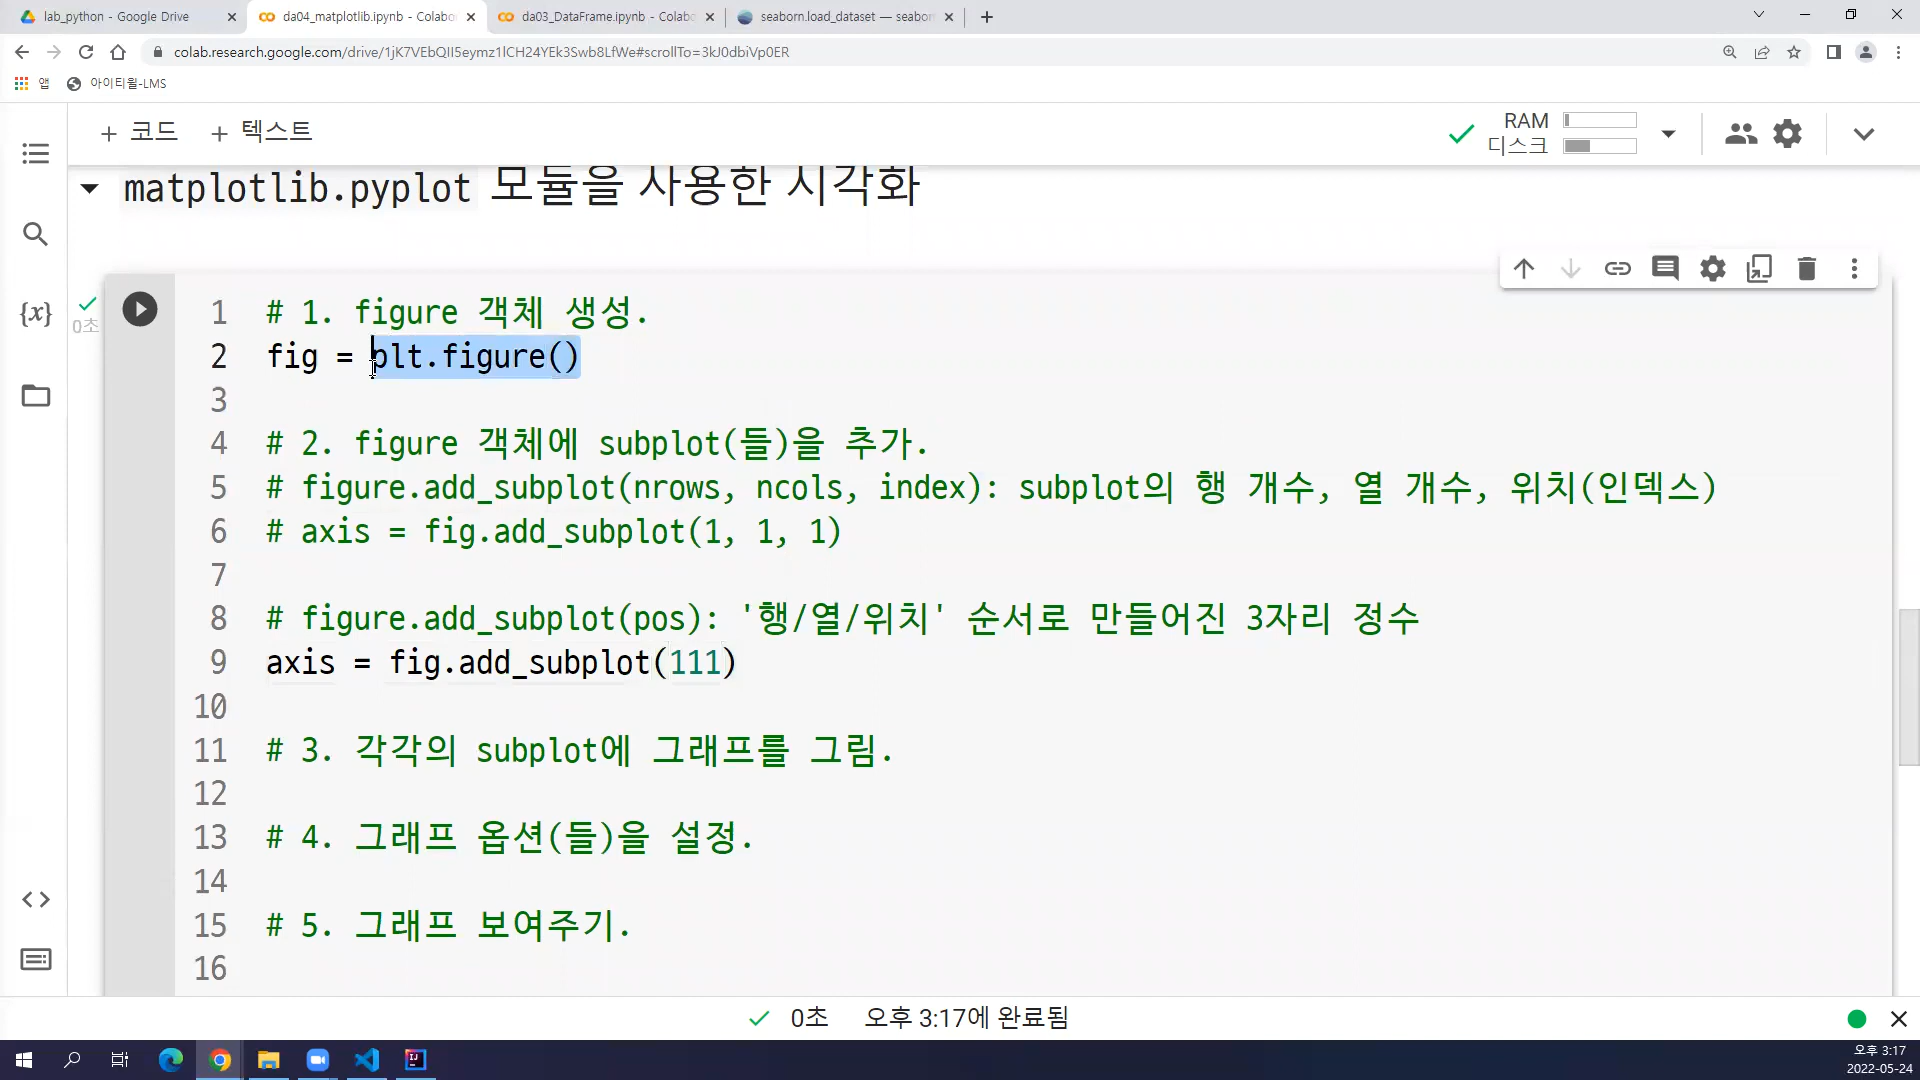 lab_python - Google Drive
da04_matplotlib.ipynb - Colabo
da03_DataFrame.ipynb - Colabo
seaborn.load_dataset — seabor
colab.research.google.com/drive/1jK7VEbQII5eymz1lCH24YEk3Swb8LfWe#scrollTo=3kJ0dbiVp0ER
앱
아이티윌-LMS
+ 코드
+ 텍스트
RAM
디스크
matplotlib.pyplot 모듈을 사용한 시각화
{x}
0초
1 # 1. figure 객체 생성.
2 fig = plt.figure()
3
4 # 2. figure 객체에 subplot(들)을 추가.
5 # figure.add_subplot(nrows, ncols, index): subplot의 행 개수, 열 개수, 위치(인덱스)
6 # axis = fig.add_subplot(1, 1, 1)
7
8 # figure.add_subplot(pos): '행/열/위치' 순서로 만들어진 3자리 정수
9 axis = fig.add_subplot(111)
10
11 # 3. 각각의 subplot에 그래프를 그림.
12
13 # 4. 그래프 옵션(들)을 설정.
14
15 # 5. 그래프 보여주기.
16
0초 오후 3:17에 완료됨
오후 3:17
2022-05-24